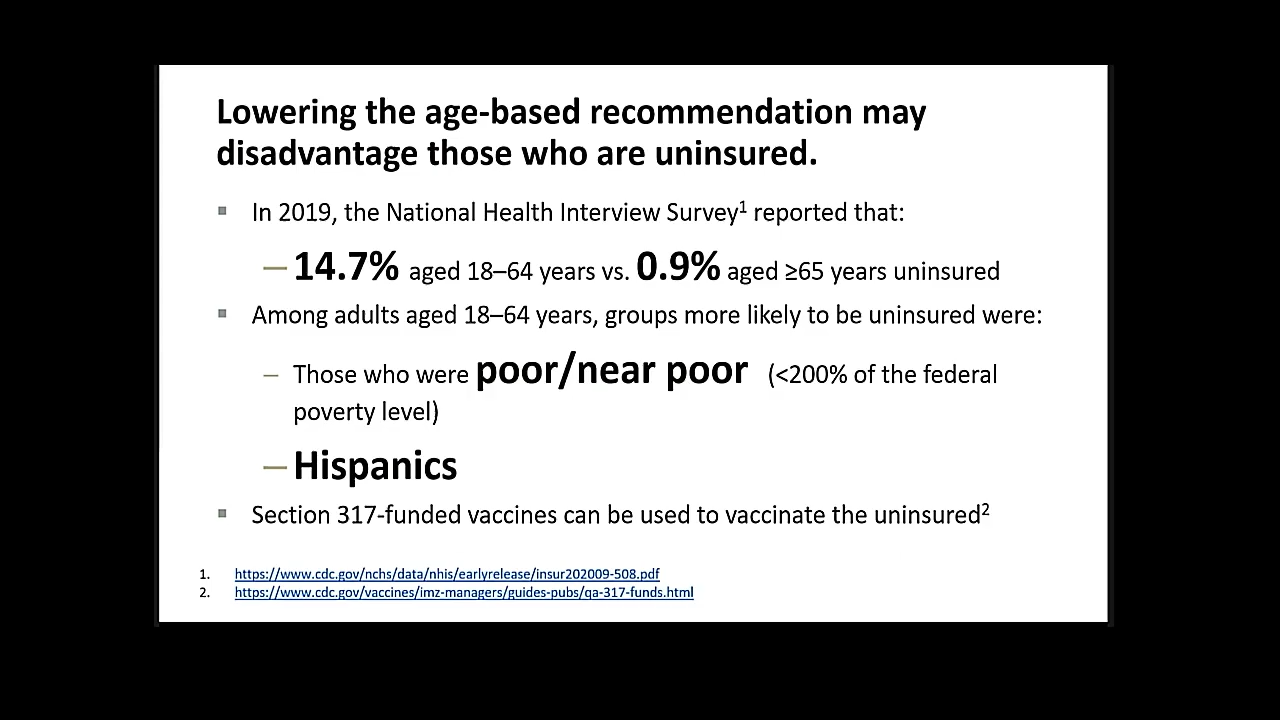 Lowering the age-based recommendation may
disadvantage those who are uninsured.
In 2019, the National Health Interview Survey¹ reported that:
—14.7% aged 18–64 years vs. 0.9% aged ≥65 years uninsured
Among adults aged 18–64 years, groups more likely to be uninsured were:
– Those who were poor/near poor (<200% of the federal
poverty level)
—Hispanics
Section 317-funded vaccines can be used to vaccinate the uninsured²
1. https://www.cdc.gov/nchs/data/nhis/earlyrelease/insur202009-508.pdf
2. https://www.cdc.gov/vaccines/imz-managers/guides-pubs/qa-317-funds.html